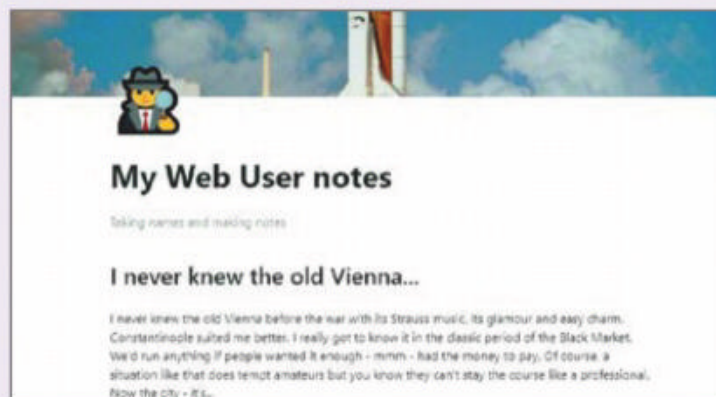 My Web User notes
Taking names and making notes
I never knew the old Vienna...
I never knew the old Vienna before the war with its Strauss music, its glamour and easy charm.
Constantinople suited me better. I really got to know it in the classic period of the Black Market.
We'd run anything if people wanted it enough - mmm - had the money to pay. Of course, a
situation like that does tempt amateurs but you know they can't stay the course like a professional.
Now the city - it's...